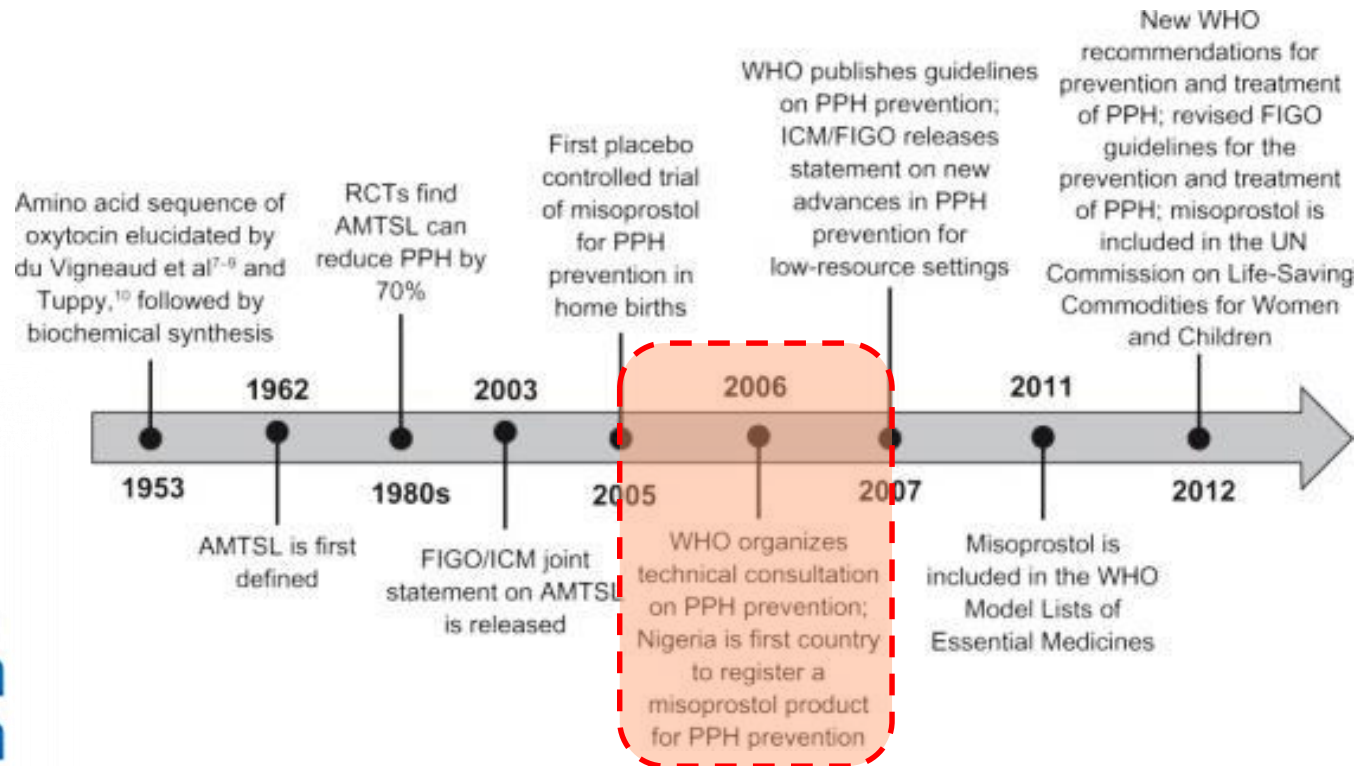 Amino acid sequence of
oxytocin elucidated by
du Vigneaud et al⁷⁻⁹ and
Tuppy,¹⁰ followed by
biochemical synthesis
1953
1962
AMTSL is first
defined
RCTs find
AMTSL can
reduce PPH by
70%
1980s
2003
FIGO/ICM joint
statement on AMTSL
is released
First placebo
controlled trial
of misoprostol
for PPH
prevention in
home births
2005
2006
WHO organizes
technical consultation
on PPH prevention;
Nigeria is first country
to register a
misoprostol product
for PPH prevention
WHO publishes guidelines
on PPH prevention;
ICM/FIGO releases
statement on new
advances in PPH
prevention for
low-resource settings
2007
2011
Misoprostol is
included in the WHO
Model Lists of
Essential Medicines
New WHO
recommendations for
prevention and treatment
of PPH; revised FIGO
guidelines for the
prevention and treatment
of PPH; misoprostol is
included in the UN
Commission on Life-Saving
Commodities for Women
and Children
2012